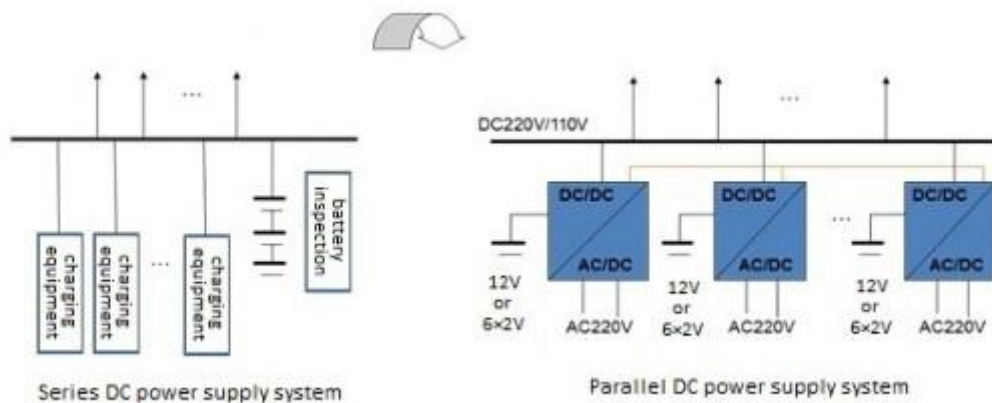 ...
charging
equipment
charging
equipment
...
charging
equipment
battery
inspection
Series DC power supply system
...
DC220V/110V
DC/DC
AC/DC
12V
or
6×2V
AC220V
DC/DC
AC/DC
12V
or
6×2V
AC220V
...
DC/DC
AC/DC
12V
or
6×2V
AC220V
Parallel DC power supply system